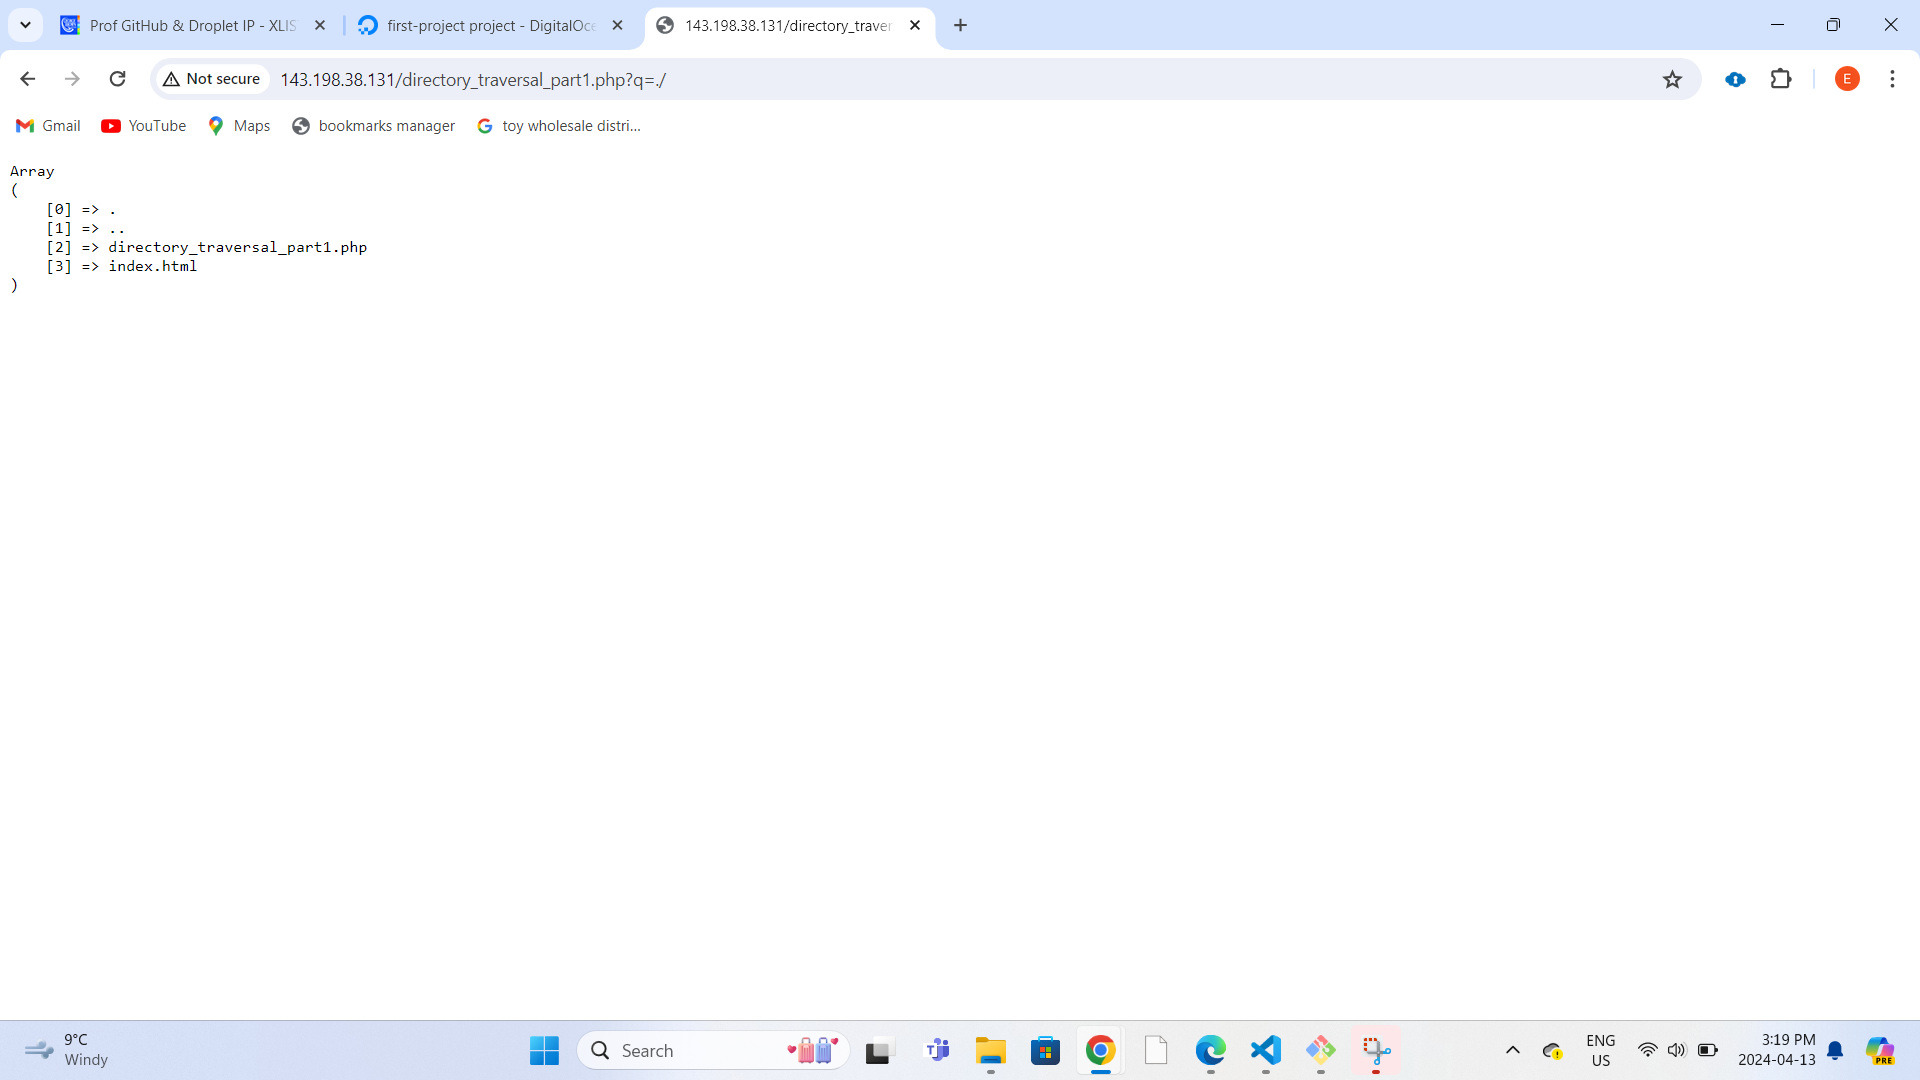 Prof GitHub & Droplet IP - XLIS
first-project project - DigitalOce
143.198.38.131/directory_traver
Not secure
143.198.38.131/directory_traversal_part1.php?q=./
E
Gmail
YouTube
Maps
bookmarks manager
toy wholesale distri...
Array
(
[0] => .
[1] => ..
[2] => directory_traversal_part1.php
[3] => index.html
)
9°C
Windy
Search
ENG
US
3:19 PM
2024-04-13
PRE